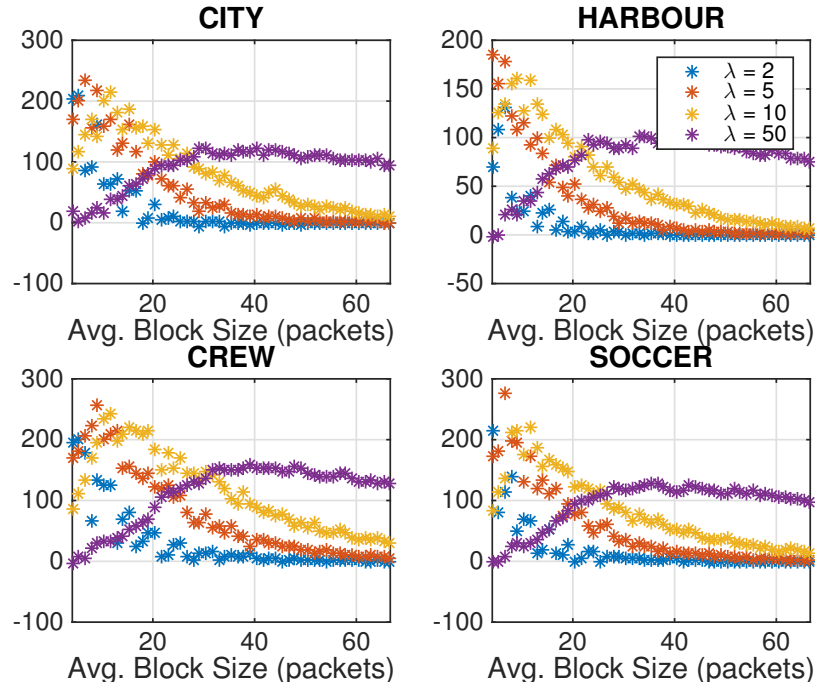 CITY
300
200
100
0
-100
20
40
60
Avg. Block Size (packets)
HARBOUR
200
150
100
50
0
-50
20
40
60
Avg. Block Size (packets)
λ = 2
λ = 5
λ = 10
λ = 50
CREW
300
200
100
0
-100
20
40
60
Avg. Block Size (packets)
SOCCER
300
200
100
0
-100
20
40
60
Avg. Block Size (packets)